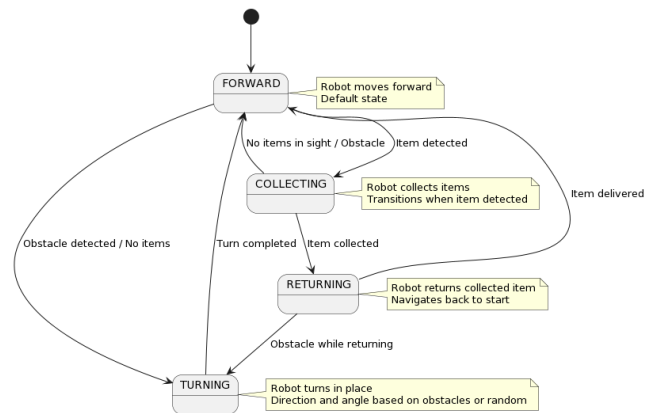 FORWARD
Robot moves forward
Default state
No items in sight / Obstacle
Item detected
COLLECTING
Robot collects items
Transitions when item detected
Item delivered
Obstacle detected / No items
Turn completed
Item collected
RETURNING
Robot returns collected item
Navigates back to start
Obstacle while returning
TURNING
Robot turns in place
Direction and angle based on obstacles or random